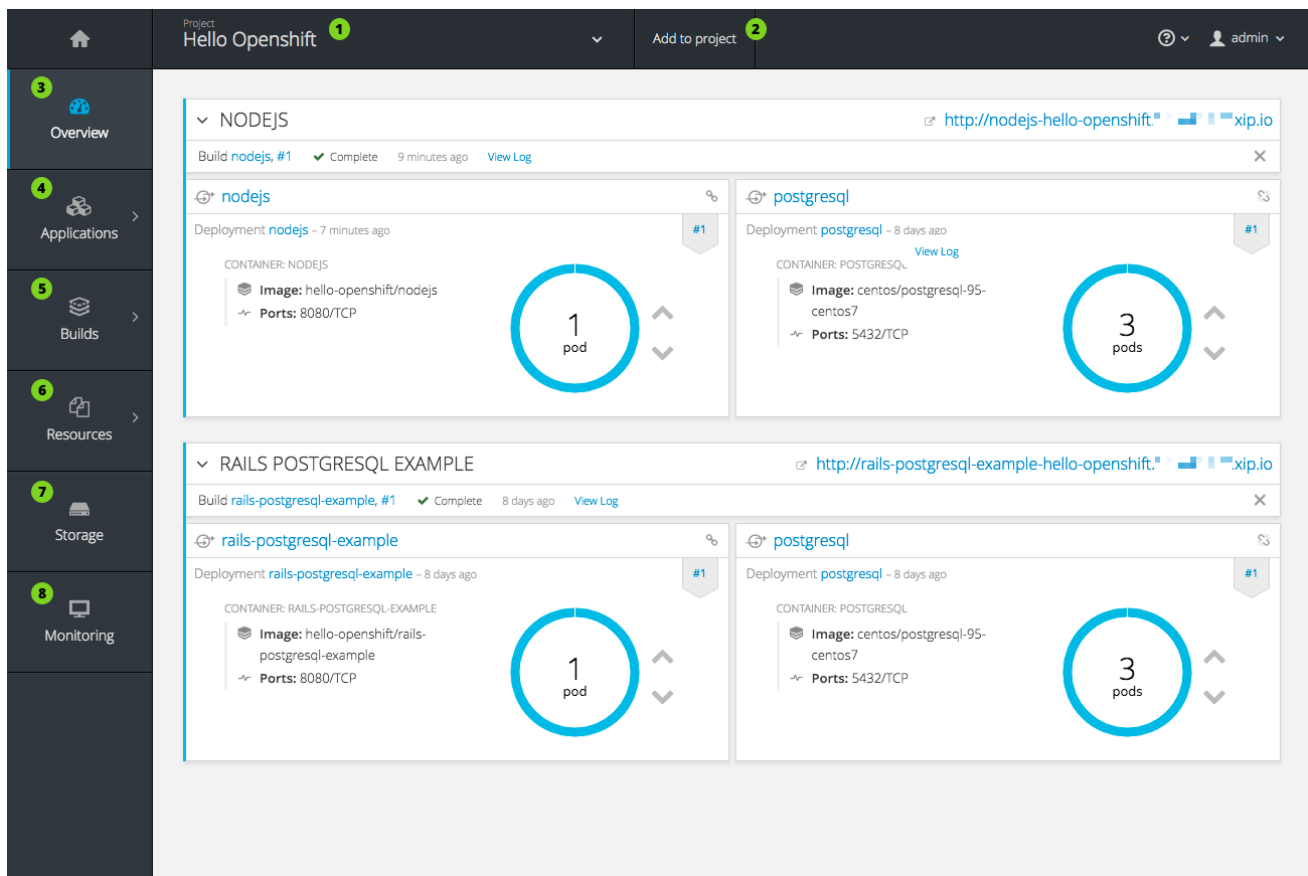 Project
Hello Openshift 1
Add to project 2
admin
3
Overview
4
Applications
5
Builds
6
Resources
7
Storage
8
Monitoring
NODEJS
http://nodejs-hello-openshift. xip.io
Build nodejs, #1 Complete 9 minutes ago View Log
nodejs
Deployment nodejs – 7 minutes ago #1
CONTAINER: NODEJS
Image: hello-openshift/nodejs
Ports: 8080/TCP
1
pod
postgresql
Deployment postgresql – 8 days ago #1
View Log
CONTAINER: POSTGRESQL
Image: centos/postgresql-95-
centos7
Ports: 5432/TCP
3
pods
RAILS POSTGRESQL EXAMPLE
http://rails-postgresql-example-hello-openshift. xip.io
Build rails-postgresql-example, #1 Complete 8 days ago View Log
rails-postgresql-example
Deployment rails-postgresql-example – 8 days ago #1
CONTAINER: RAILS-POSTGRESQL-EXAMPLE
Image: hello-openshift/rails-
postgresql-example
Ports: 8080/TCP
1
pod
postgresql
Deployment postgresql – 8 days ago #1
CONTAINER: POSTGRESQL
Image: centos/postgresql-95-
centos7
Ports: 5432/TCP
3
pods